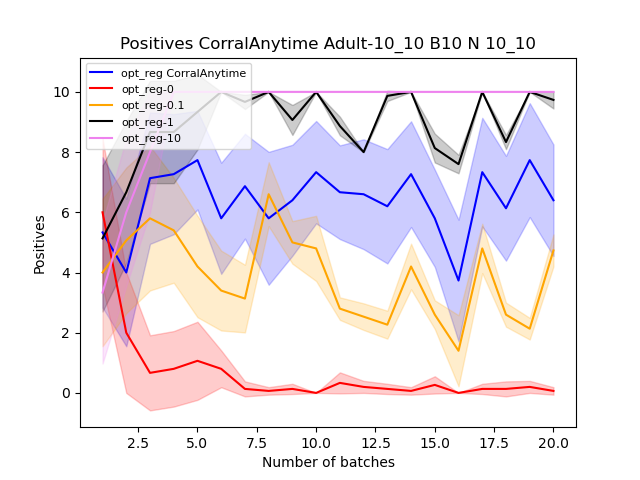 Positives CorralAnytime Adult-10_10 B10 N 10_10
opt_reg CorralAnytime
opt_reg-0
opt_reg-0.1
opt_reg-1
opt_reg-10
Positives
10
8
6
4
2
0
2.5 5.0 7.5 10.0 12.5 15.0 17.5 20.0
Number of batches